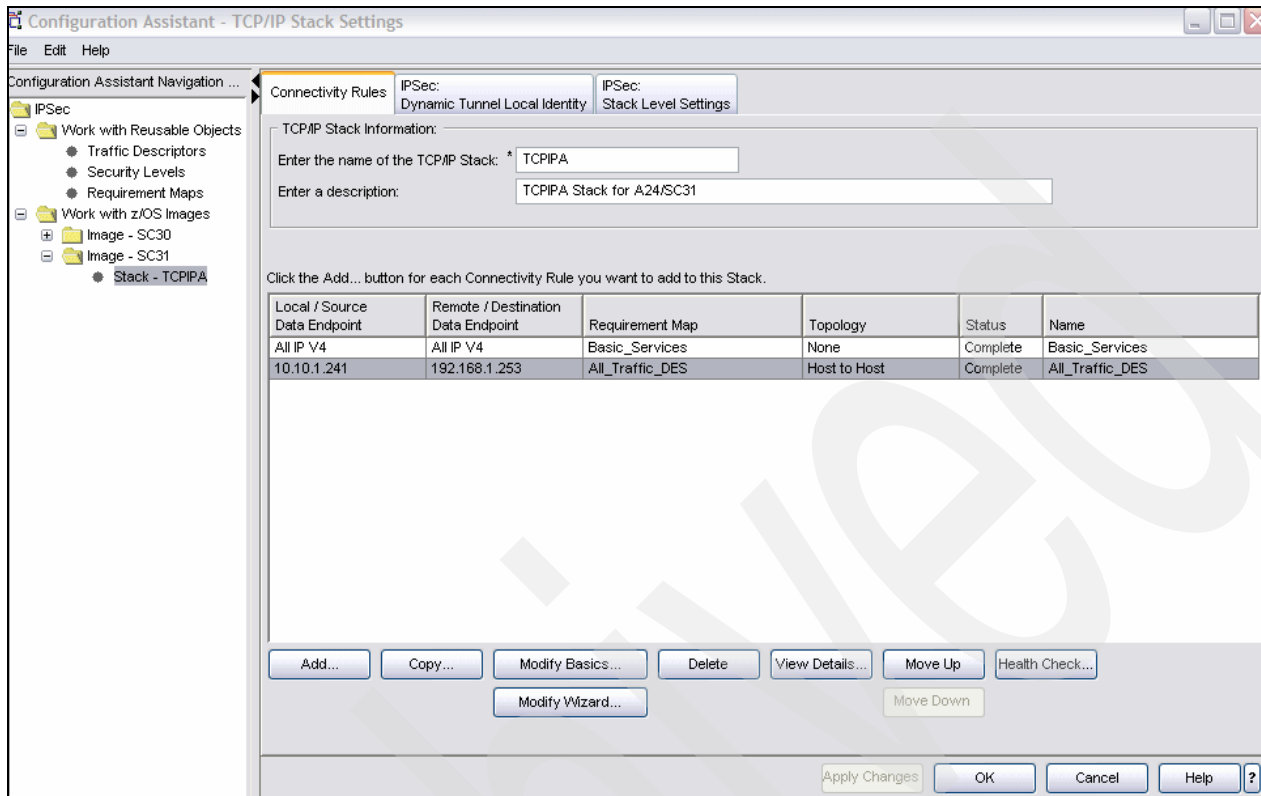 Configuration Assistant - TCP/IP Stack Settings
File Edit Help
Configuration Assistant Navigation ...
IPSec
Work with Reusable Objects
Traffic Descriptors
Security Levels
Requirement Maps
Work with z/OS Images
Image - SC30
Image - SC31
Stack - TCPIPA
Connectivity Rules
IPSec:
Dynamic Tunnel Local Identity
IPSec:
Stack Level Settings
TCP/IP Stack Information:
Enter the name of the TCP/IP Stack: * TCPIPA
Enter a description: TCPIPA Stack for A24/SC31
Click the Add... button for each Connectivity Rule you want to add to this Stack.
Local / Source Data Endpoint Remote / Destination Data Endpoint Requirement Map Topology Status Name
All IP V4 All IP V4 Basic_Services None Complete Basic_Services
10.10.1.241 192.168.1.253 All_Traffic_DES Host to Host Complete All_Traffic_DES
Add... Copy... Modify Basics... Delete View Details... Move Up Health Check...
Modify Wizard... Move Down
Apply Changes OK Cancel Help ?